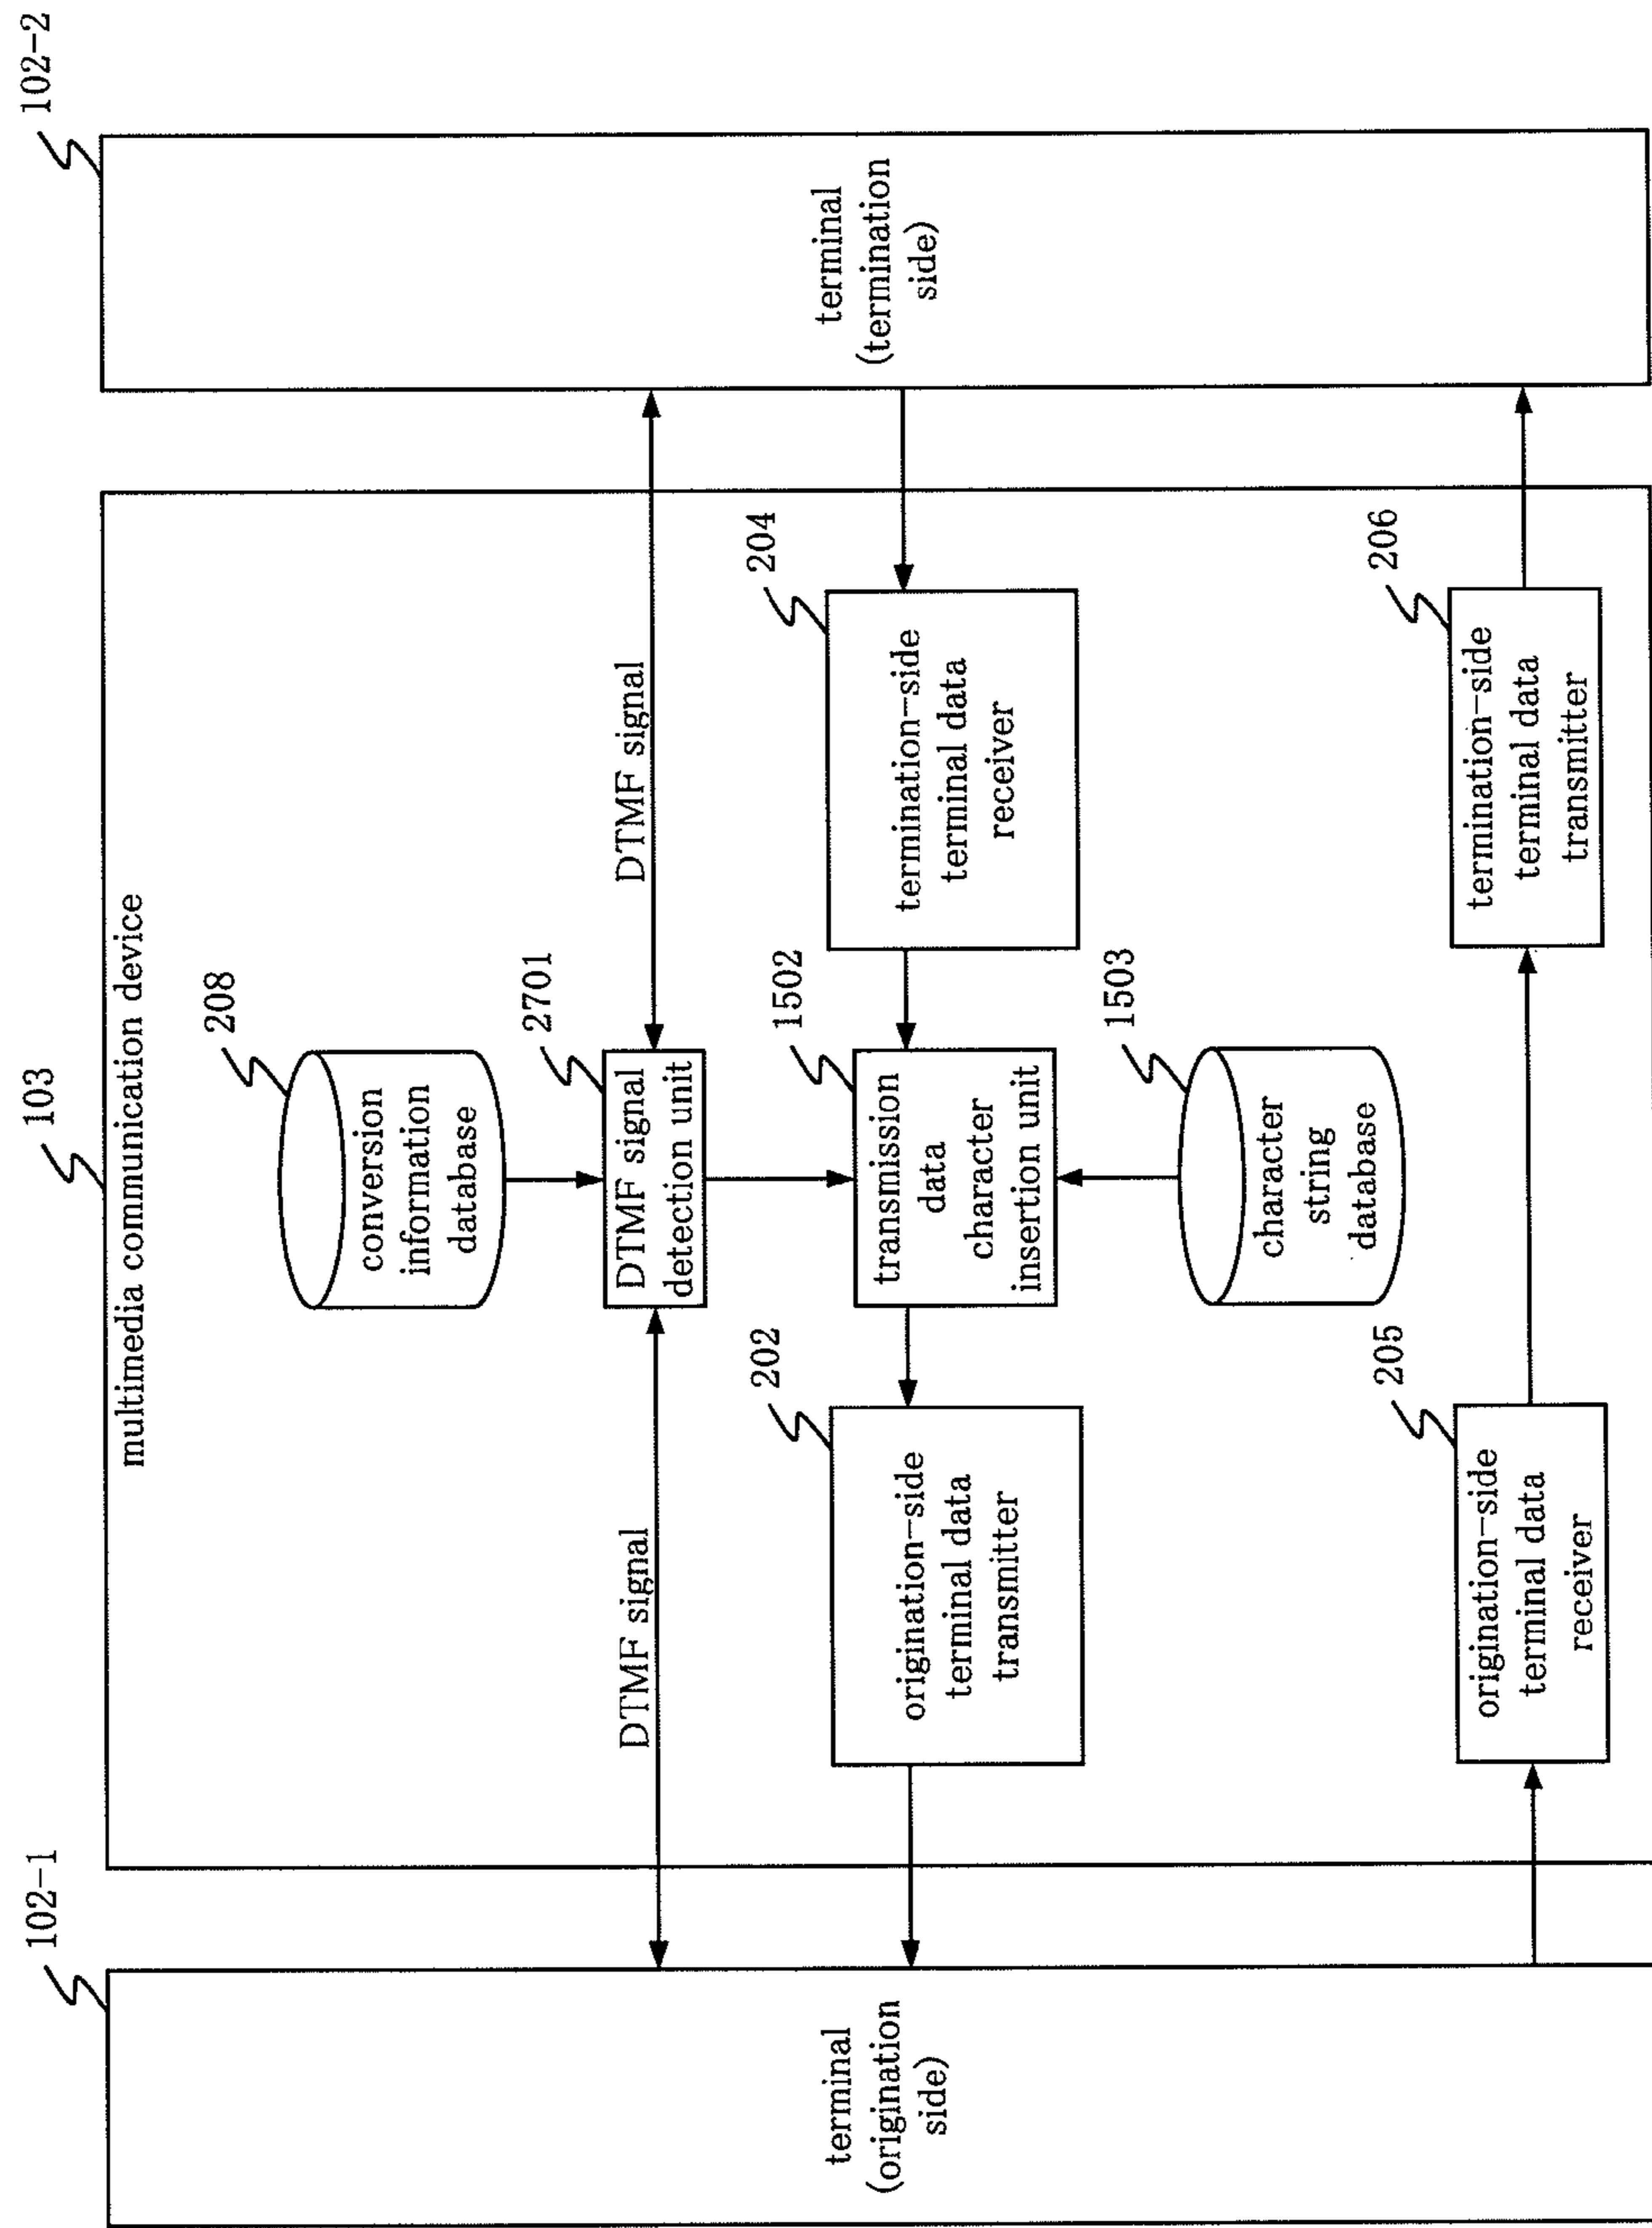 102-1
103
102-2
multimedia communication device
terminal
(origination
side)
terminal
(termination
side)
208
conversion
information
database
2701
DTMF signal
detection unit
DTMF signal
DTMF signal
202
origination-side
terminal data
transmitter
1502
transmission
data
character
insertion unit
204
termination-side
terminal data
receiver
1503
character
string
database
205
origination-side
terminal data
receiver
206
termination-side
terminal data
transmitter